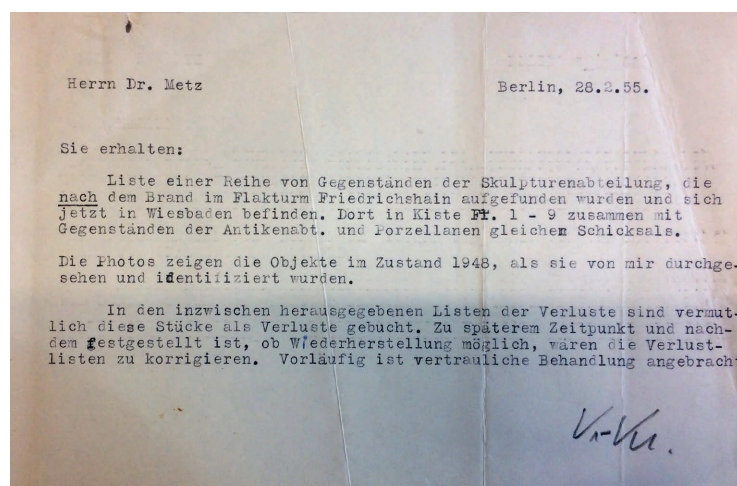 Herrn Dr. Metz Berlin, 28.2.55.
Sie erhalten:
Liste einer Reihe von Gegenständen der Skulpturenabteilung, die
nach dem Brand im Flakturm Friedrichshain aufgefunden wurden und sich
jetzt in Wiesbaden befinden. Dort in Kiste Fr. 1 - 9 zusammen mit
Gegenständen der Antikenabt. und Porzellanen gleichem Schicksals.
Die Photos zeigen die Objekte im Zustand 1948, als sie von mir durchge-
sehen und identifiziert wurden.
In den inzwischen herausgegebenen Listen der Verluste sind vermut-
lich diese Stücke als Verluste gebucht. Zu späterem Zeitpunkt und nach-
dem festgestellt ist, ob Wiederherstellung möglich, wären die Verlust-
listen zu korrigieren. Vorläufig ist vertrauliche Behandlung angebracht